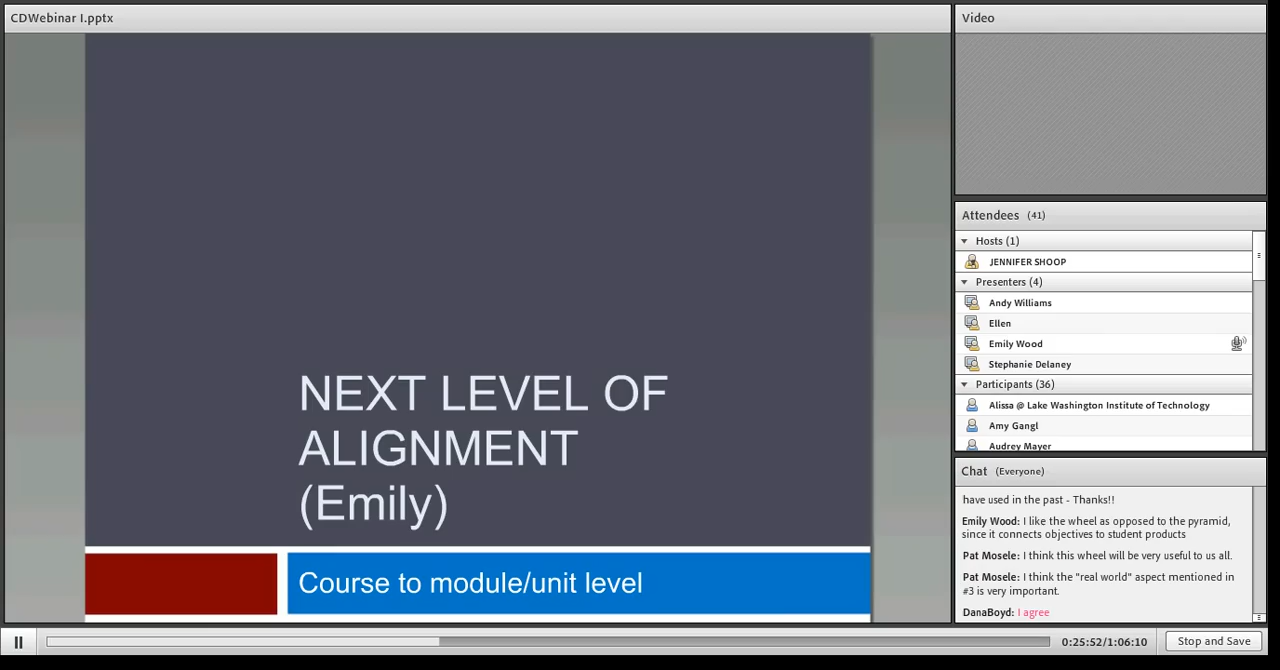 CDWebinar I.pptx
NEXT LEVEL OF
ALIGNMENT
(Emily)
Course to module/unit level
Video
Attendees (41)
Hosts (1)
JENNIFER SHOOP
Presenters (4)
Andy Williams
Ellen
Emily Wood
Stephanie Delaney
Participants (36)
Alissa @ Lake Washington Institute of Technology
Amy Gangl
Audrey Mayer
Chat (Everyone)
have used in the past - Thanks!!
Emily Wood: I like the wheel as opposed to the pyramid,
since it connects objectives to student products
Pat Mosele: I think this wheel will be very useful to us all.
Pat Mosele: I think the "real world" aspect mentioned in
#3 is very important.
DanaBoyd: I agree
0:25:52/1:06:10
Stop and Save